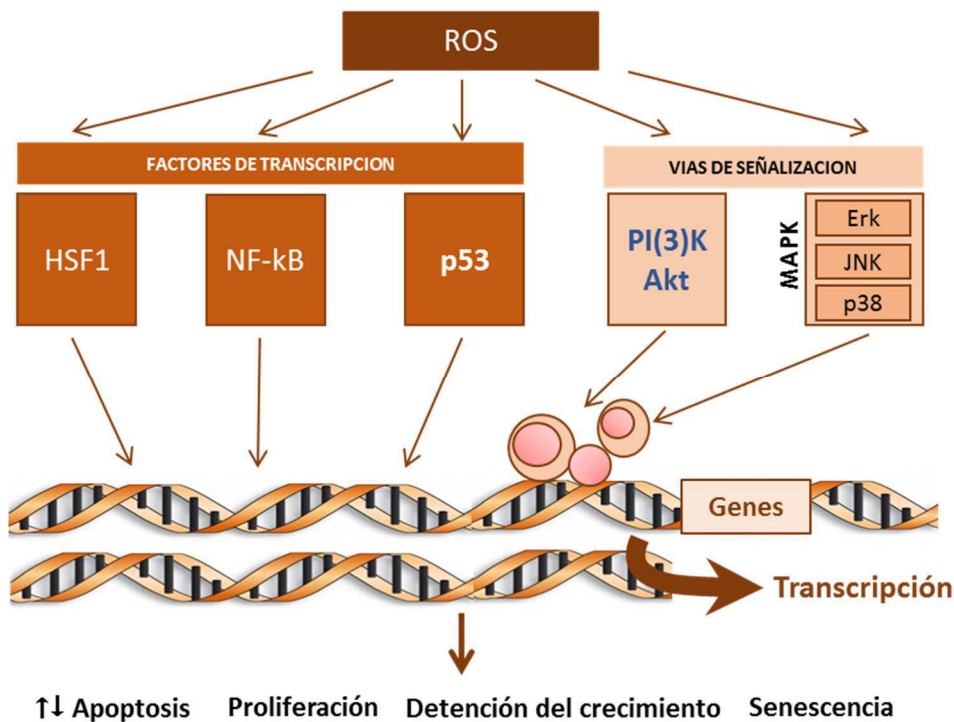 ROS
FACTORES DE TRANSCRIPCION
VIAS DE SEÑALIZACION
HSF1
NF-kB
p53
PI(3)K
Akt
MAPK
Erk
JNK
p38
Genes
Transcripción
↑↓ Apoptosis Proliferación Detención del crecimiento Senescencia